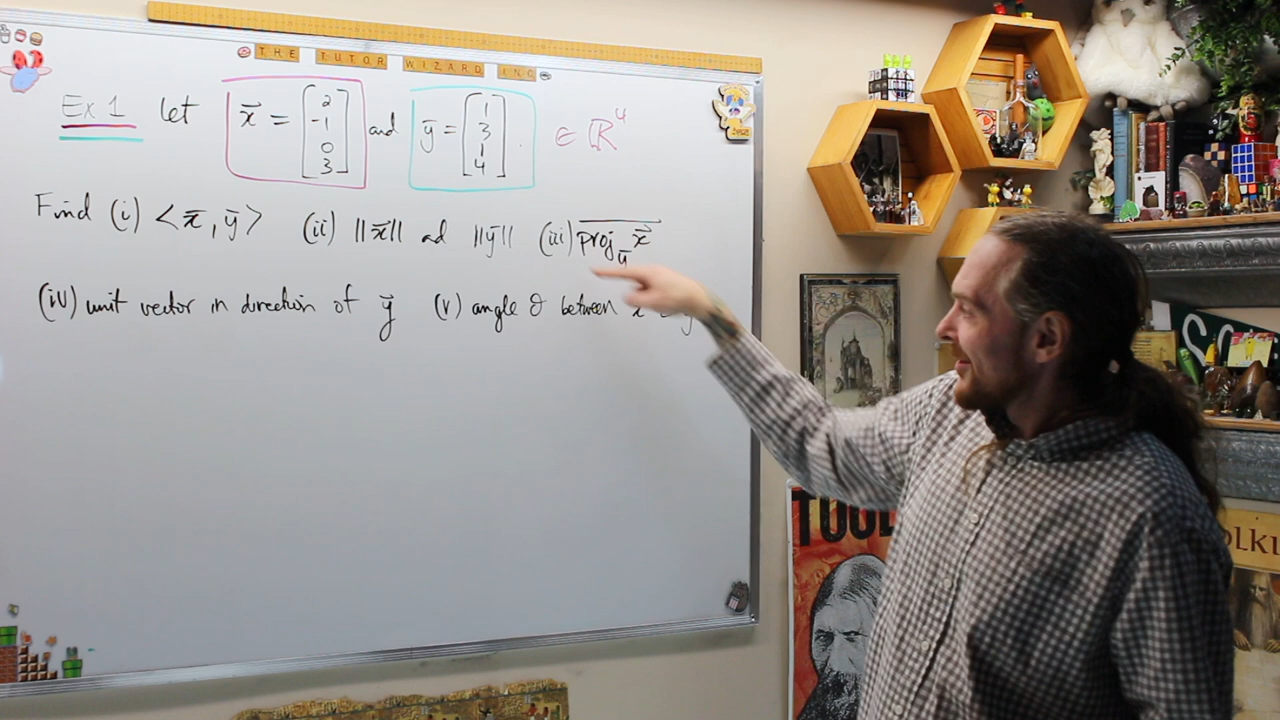 THE TUTOR WIZARD INC
Ex 1 let x⃗ = [2 -1 0 3] and y⃗ = [1 3 1 4]. ∈ ℝ⁴
Find (i) <x⃗, y⃗> (ii) ||x⃗|| and ||y⃗|| (iii) proj_y⃗ x⃗
(iv) unit vector in direction of y⃗ (v) angle θ between x⃗ & y⃗
TOOL